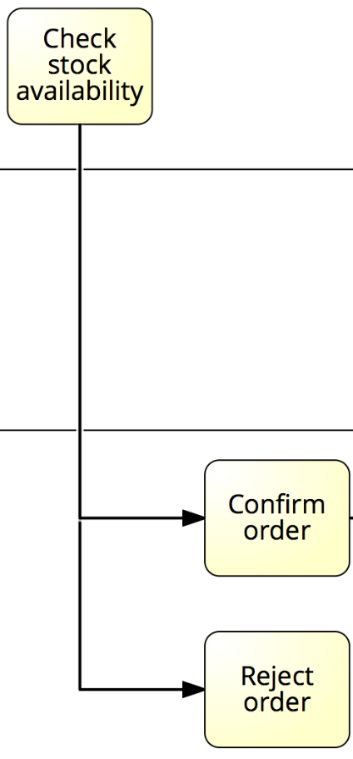 Check
stock
availability
Confirm
order
Reject
order